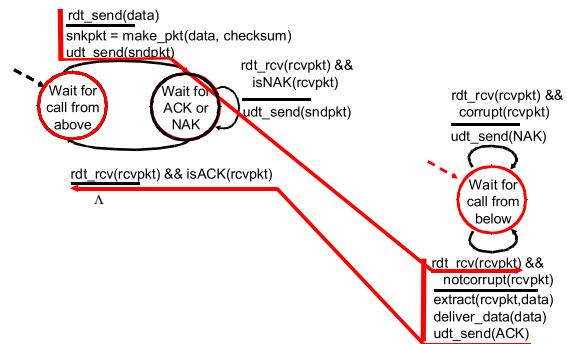 rdt_send(data)
snkpkt = make_pkt(data, checksum)
udt_send(sndpkt)
Wait for
call from
above
Wait for
ACK or
NAK
rdt_rcv(rcvpkt) &&
isNAK(rcvpkt)
udt_send(sndpkt)
rdt_rcv(rcvpkt) && isACK(rcvpkt)
Λ
rdt_rcv(rcvpkt) &&
corrupt(rcvpkt)
udt_send(NAK)
Wait for
call from
below
rdt_rcv(rcvpkt) &&
notcorrupt(rcvpkt)
extract(rcvpkt,data)
deliver_data(data)
udt_send(ACK)